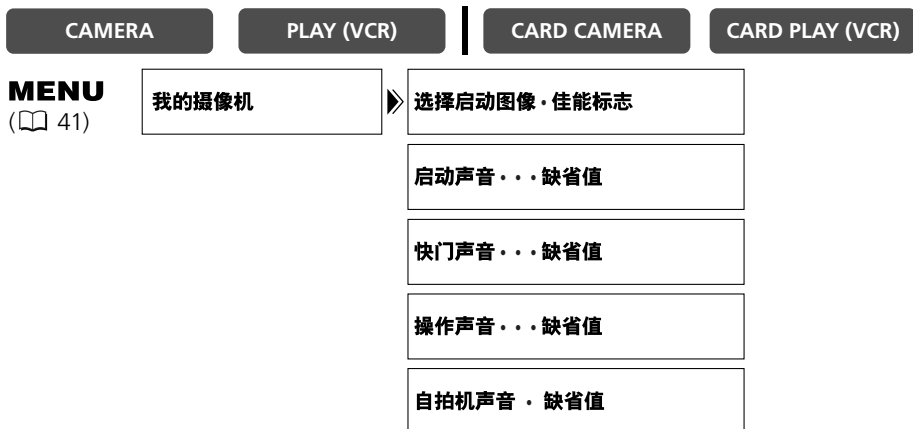 CAMERA PLAY (VCR) CARD CAMERA CARD PLAY (VCR)
MENU 我的摄像机 选择启动图像・佳能标志
(41)
启动声音・・・缺省值
快门声音・・・缺省值
操作声音・・・缺省值
自拍机声音・缺省值